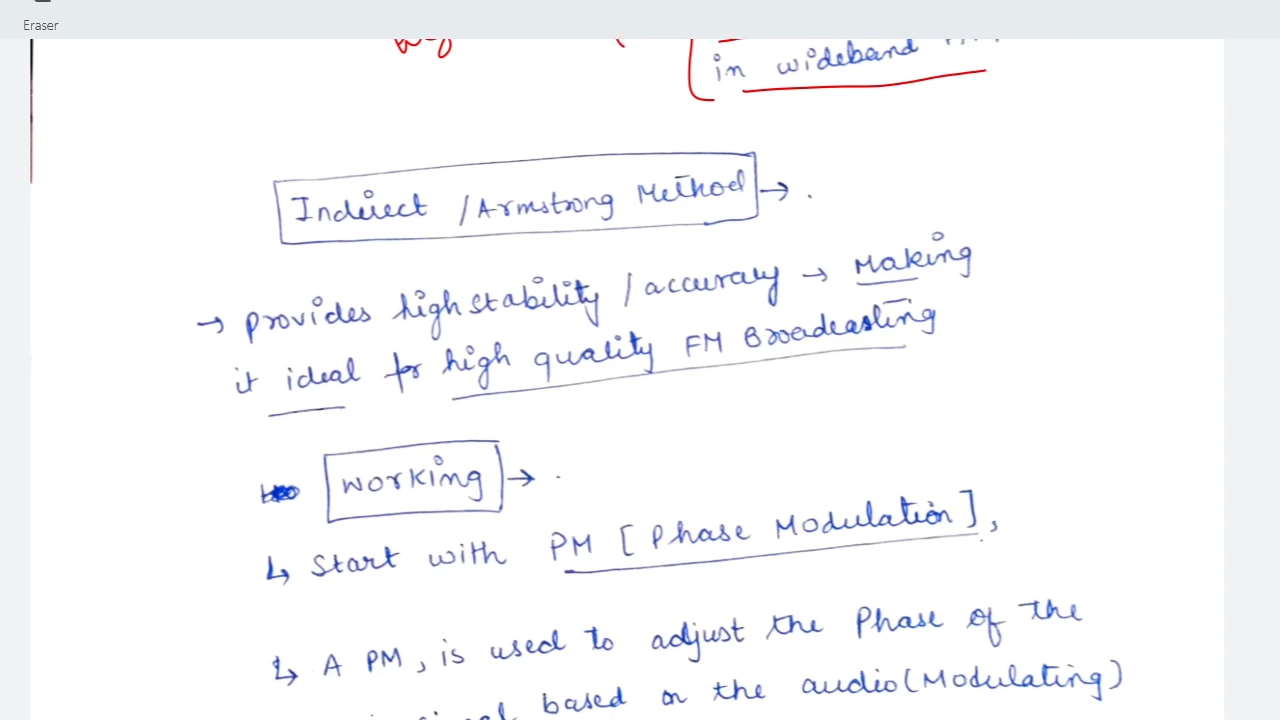 Eraser
in wideband
Indirect / Armstrong Method → .
→ provides high stability / accuracy → Making
it ideal for high quality FM Broadcasting
Working → .
↳ Start with PM [Phase Modulation],
↳ A PM, is used to adjust the Phase of the
based on the audio (Modulating)